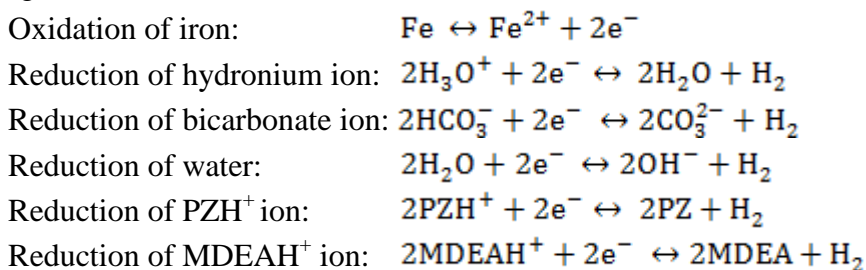 Oxidation of iron: Fe ↔ Fe²⁺ + 2e⁻
Reduction of hydronium ion: 2H₃O⁺ + 2e⁻ ↔ 2H₂O + H₂
Reduction of bicarbonate ion: 2HCO₃⁻ + 2e⁻ ↔ 2CO₃²⁻ + H₂
Reduction of water: 2H₂O + 2e⁻ ↔ 2OH⁻ + H₂
Reduction of PZH⁺ ion: 2PZH⁺ + 2e⁻ ↔ 2PZ + H₂
Reduction of MDEAH⁺ ion: 2MDEAH⁺ + 2e⁻ ↔ 2MDEA + H₂